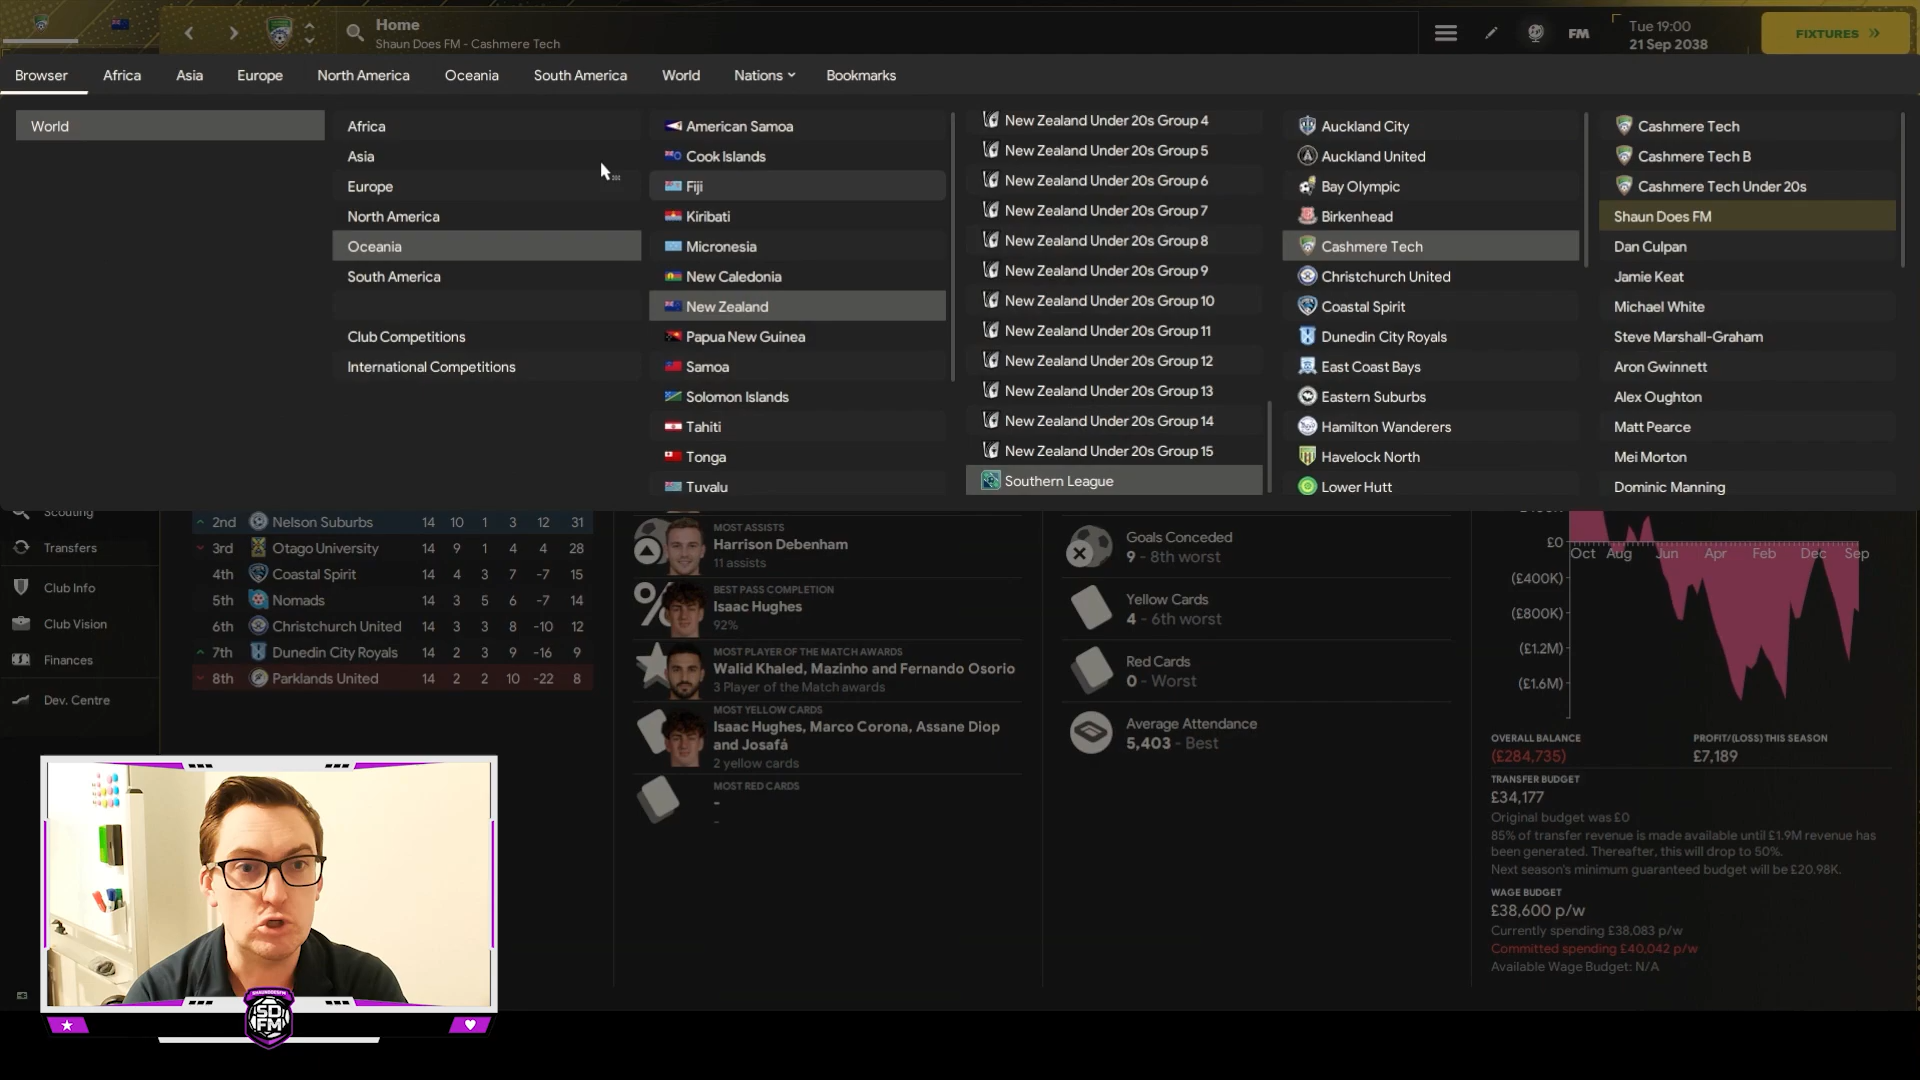 Home
Shaun Does FM - Cashmere Tech
FM
Tue 19:00
21 Sep 2038
FIXTURES
Browser
Africa
Asia
Europe
North America
Oceania
South America
World
Nations
Bookmarks
World
Africa
Asia
Europe
North America
Oceania
South America
Club Competitions
International Competitions
American Samoa
Cook Islands
Fiji
Kiribati
Micronesia
New Caledonia
New Zealand
Papua New Guinea
Samoa
Solomon Islands
Tahiti
Tonga
Tuvalu
New Zealand Under 20s Group 4
New Zealand Under 20s Group 5
New Zealand Under 20s Group 6
New Zealand Under 20s Group 7
New Zealand Under 20s Group 8
New Zealand Under 20s Group 9
New Zealand Under 20s Group 10
New Zealand Under 20s Group 11
New Zealand Under 20s Group 12
New Zealand Under 20s Group 13
New Zealand Under 20s Group 14
New Zealand Under 20s Group 15
Southern League
Auckland City
Auckland United
Bay Olympic
Birkenhead
Cashmere Tech
Christchurch United
Coastal Spirit
Dunedin City Royals
East Coast Bays
Eastern Suburbs
Hamilton Wanderers
Havelock North
Lower Hutt
Cashmere Tech
Cashmere Tech B
Cashmere Tech Under 20s
Shaun Does FM
Dan Culpan
Jamie Keat
Michael White
Steve Marshall-Graham
Aron Gwinnett
Alex Oughton
Matt Pearce
Mei Morton
Dominic Manning
Scouting
Transfers
Club Info
Club Vision
Finances
Dev. Centre
2nd Nelson Suburbs 14 10 1 3 12 31
3rd Otago University 14 9 1 4 4 28
4th Coastal Spirit 14 4 3 7 -7 15
5th Nomads 14 3 5 6 -7 14
6th Christchurch United 14 3 3 8 -10 12
7th Dunedin City Royals 14 2 3 9 -16 9
8th Parklands United 14 2 2 10 -22 8
MOST ASSISTS
Harrison Debenham
11 assists
BEST PASS COMPLETION
Isaac Hughes
92%
MOST PLAYER OF THE MATCH AWARDS
Walid Khaled, Mazinho and Fernando Osorio
3 Player of the Match awards
MOST YELLOW CARDS
Isaac Hughes, Marco Corona, Assane Diop
and Josafá
2 yellow cards
MOST RED CARDS
-
-
Goals Conceded
9 - 8th worst
Yellow Cards
4 - 6th worst
Red Cards
0 - Worst
Average Attendance
5,403 - Best
£0
(£400K)
(£800K)
(£1.2M)
(£1.6M)
Oct Aug Jun Apr Feb Dec Sep
OVERALL BALANCE
(£284,735)
PROFIT/(LOSS) THIS SEASON
£7,189
TRANSFER BUDGET
£34,177
Original budget was £0
85% of transfer revenue is made available until £1.9M revenue has
been generated. Thereafter, this will drop to 50%.
Next season's minimum guaranteed budget will be £20.98K.
WAGE BUDGET
£38,600 p/w
Currently spending £38,083 p/w
Committed spending £40,042 p/w
Available Wage Budget: N/A
SHAUNDOESFM
SD
FM